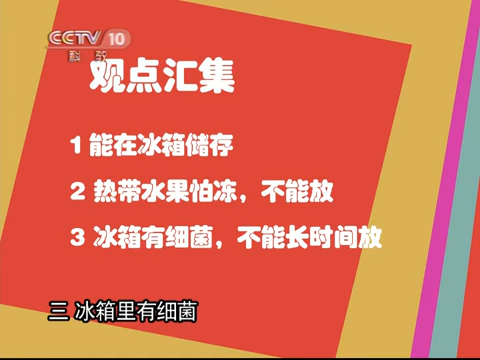 CCTV 10
科教
观点汇集
1 能在冰箱储存
2 热带水果怕冻，不能放
3 冰箱有细菌，不能长时间放
三 冰箱里有细菌